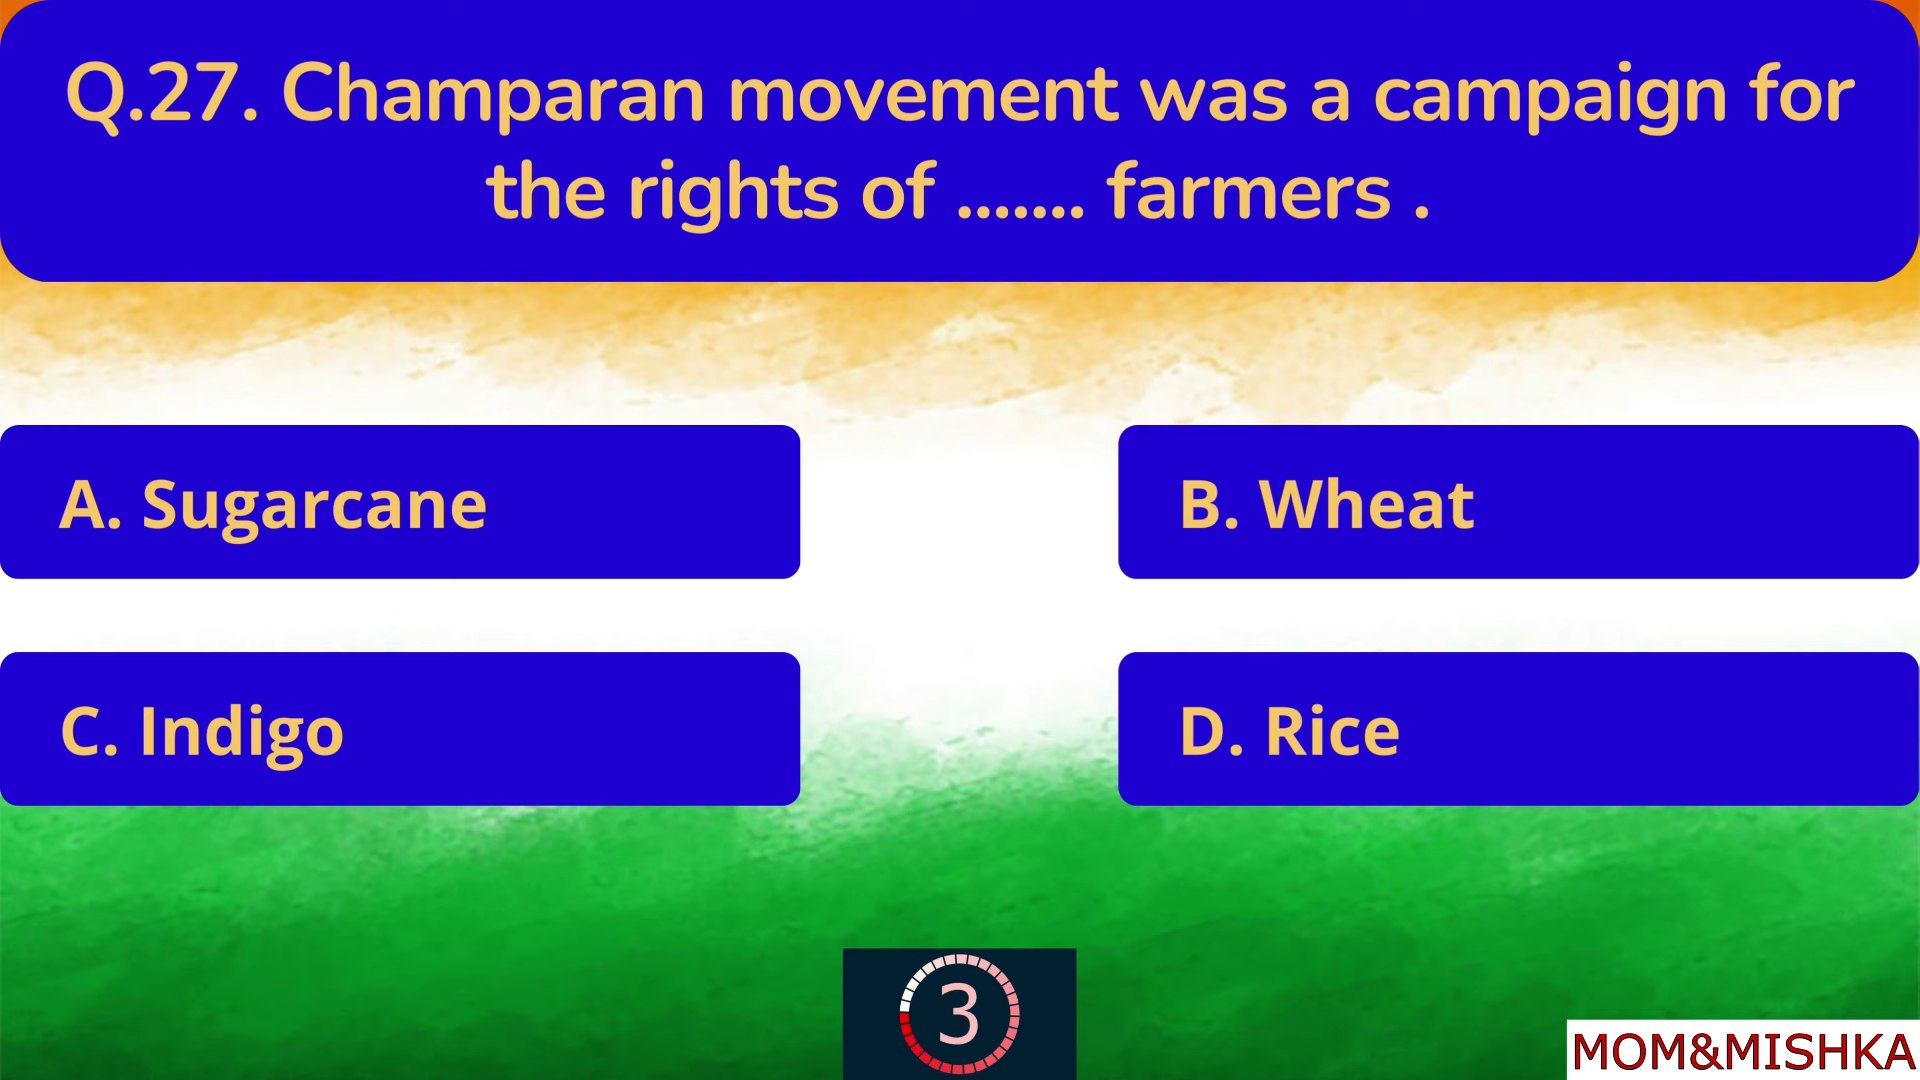 Q.27. Champaran movement was a campaign for
the rights of ....... farmers .
A. Sugarcane
B. Wheat
C. Indigo
D. Rice
3
MOM&MISHKA